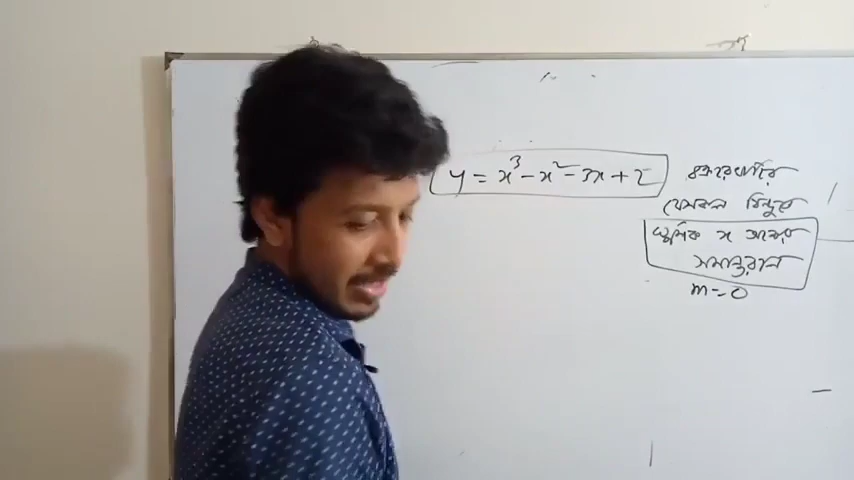 y = x³ - x² - 3x + 2
বক্ররেখাটির
যেসকল বিন্দুতে
স্পর্শক x অক্ষের
সমান্তরাল
m = 0